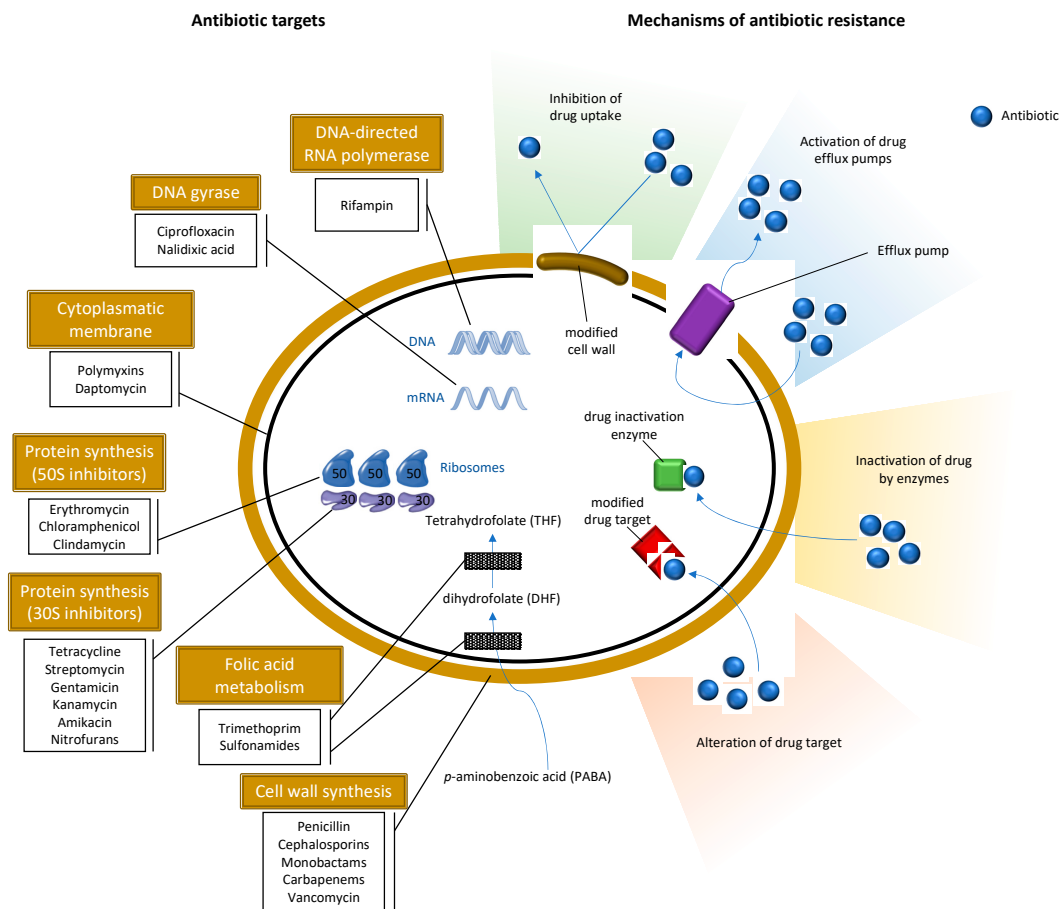 Antibiotic targets
Mechanisms of antibiotic resistance
Inhibition of
drug uptake
Antibiotic
Activation of drug
efflux pumps
DNA-directed
RNA polymerase
Rifampin
DNA gyrase
Ciprofloxacin
Nalidixic acid
Efflux pump
Cytoplasmatic
membrane
Polymyxins
Daptomycin
modified
cell wall
DNA
mRNA
drug inactivation
enzyme
Inactivation of drug
by enzymes
Protein synthesis
(50S inhibitors)
Erythromycin
Chloramphenicol
Clindamycin
50 50 50
30 30 30
Ribosomes
modified
drug target
Tetrahydrofolate (THF)
dihydrofolate (DHF)
Protein synthesis
(30S inhibitors)
Tetracycline
Streptomycin
Gentamicin
Kanamycin
Amikacin
Nitrofurans
Folic acid
metabolism
Trimethoprim
Sulfonamides
Alteration of drug target
p-aminobenzoic acid (PABA)
Cell wall synthesis
Penicillin
Cephalosporins
Monobactams
Carbapenems
Vancomycin